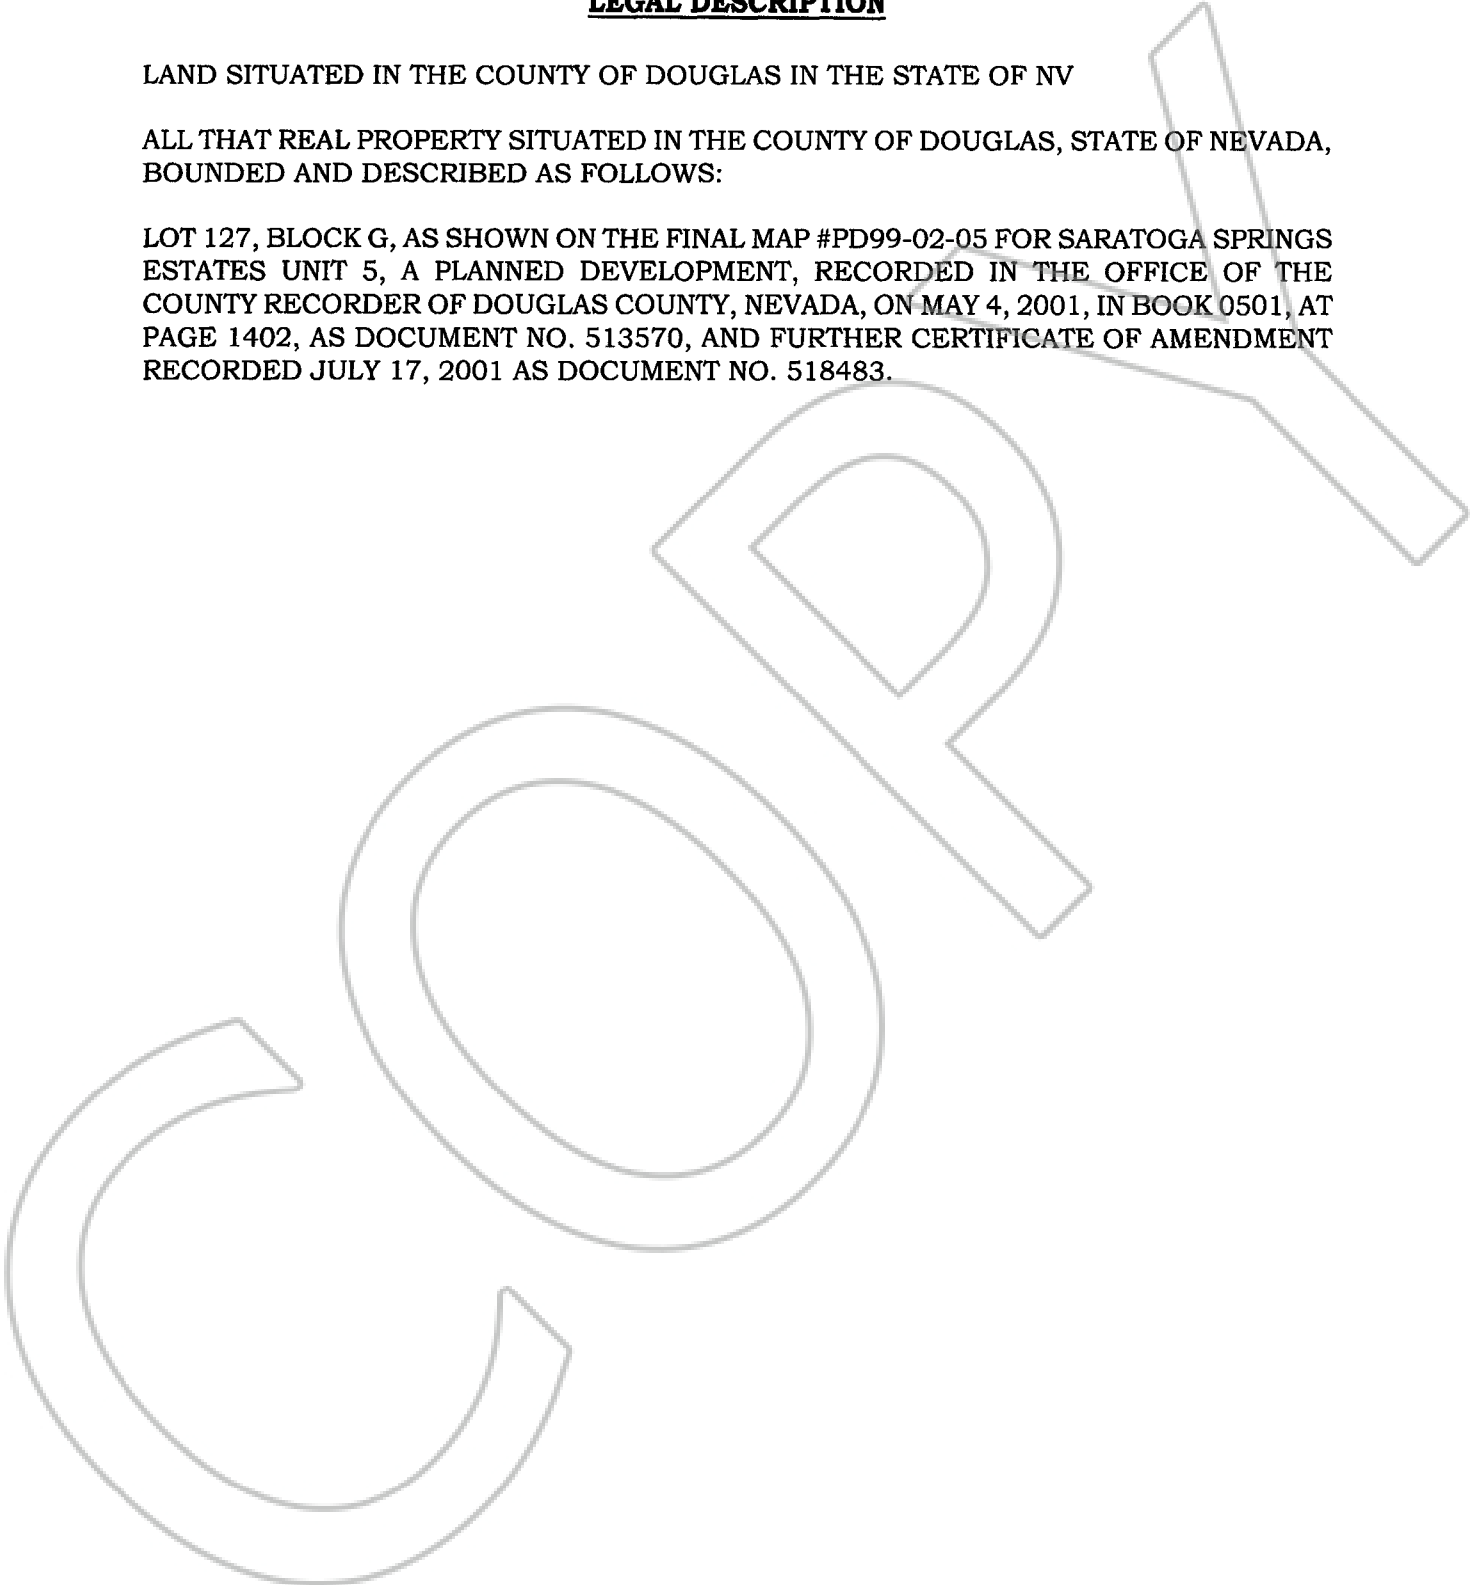 LEGAL DESCRIPTION
LAND SITUATED IN THE COUNTY OF DOUGLAS IN THE STATE OF NV
ALL THAT REAL PROPERTY SITUATED IN THE COUNTY OF DOUGLAS, STATE OF NEVADA,
BOUNDED AND DESCRIBED AS FOLLOWS:
LOT 127, BLOCK G, AS SHOWN ON THE FINAL MAP #PD99-02-05 FOR SARATOGA SPRINGS
ESTATES UNIT 5, A PLANNED DEVELOPMENT, RECORDED IN THE OFFICE OF THE
COUNTY RECORDER OF DOUGLAS COUNTY, NEVADA, ON MAY 4, 2001, IN BOOK 0501, AT
PAGE 1402, AS DOCUMENT NO. 513570, AND FURTHER CERTIFICATE OF AMENDMENT
RECORDED JULY 17, 2001 AS DOCUMENT NO. 518483.
COPY